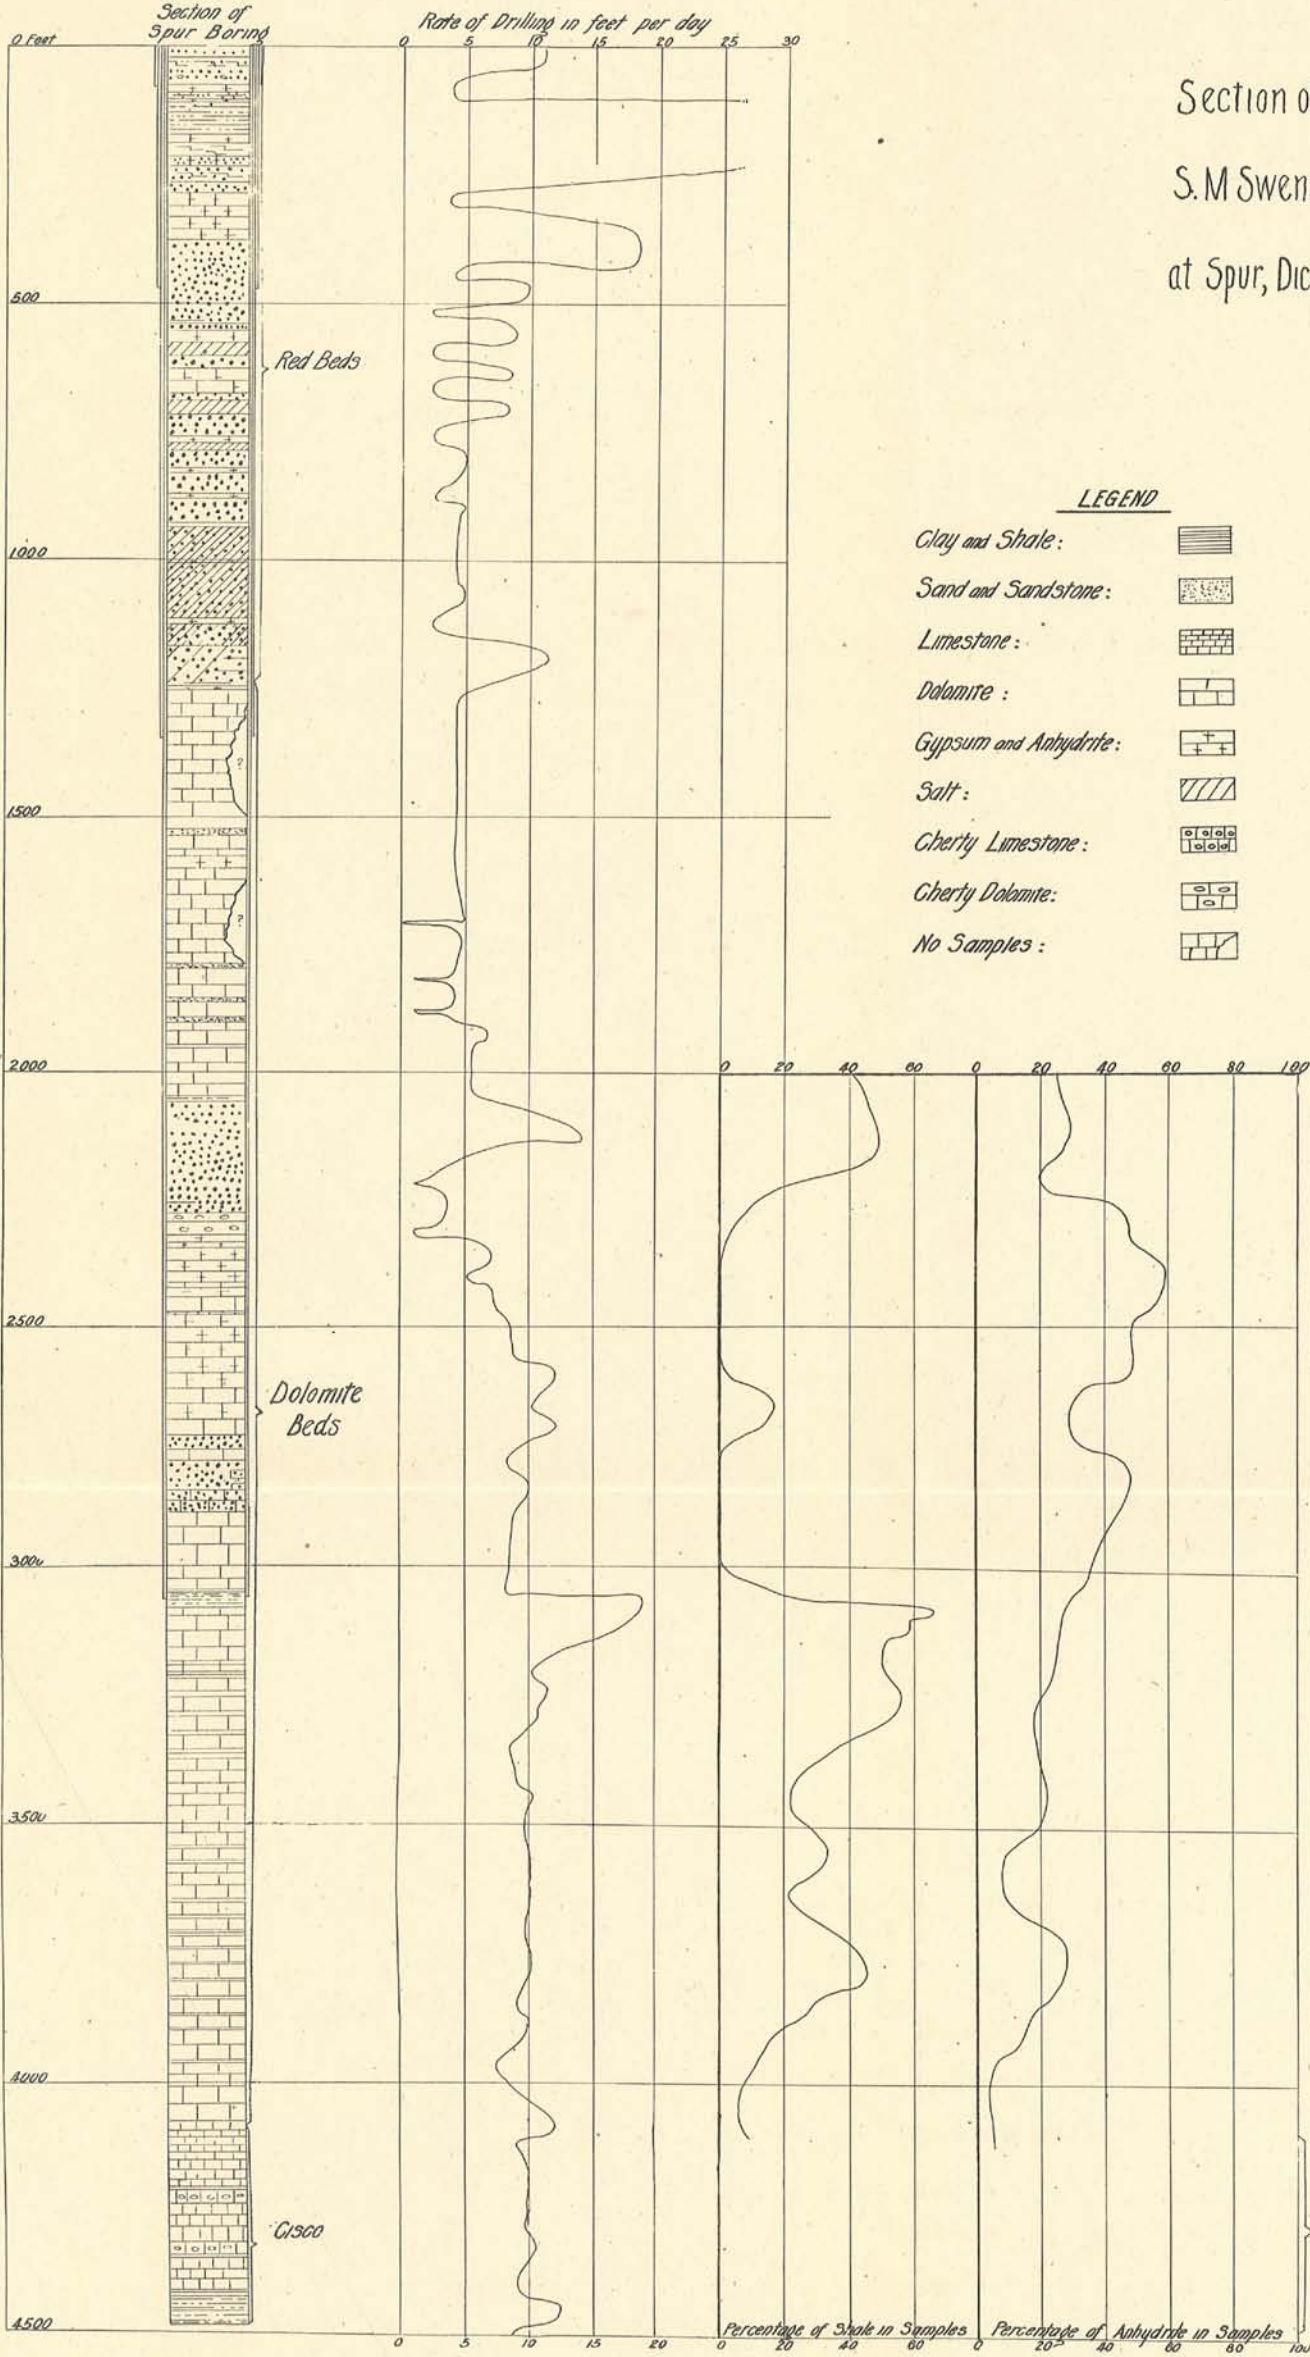 Section of
Spur Boring
Rate of Drilling in feet per day
0 Feet
0 5 10 15 20 25 30
Section o
S.M Swen
at Spur, Dic
500
Red Beds
LEGEND
Clay and Shale:
Sand and Sandstone:
Limestone:
Dolomite:
Gypsum and Anhydrite:
Salt:
Cherty Limestone:
Cherty Dolomite:
No Samples:
1000
1500
?
?
2000
0 20 40 60 0 20 40 60 80 100
2500
Dolomite
Beds
3000
3500
4000
Cisco
4500
Percentage of Shale in Samples
Percentage of Anhydride in Samples
0 5 10 15 20 0 20 40 60 0 20 40 60 80 100